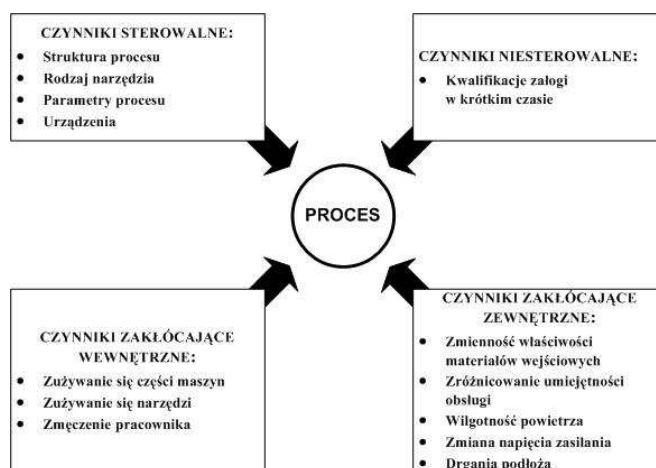 CZYNNIKI STEROWALNE:
• Struktura procesu
• Rodzaj narzędzia
• Parametry procesu
• Urządzenia
CZYNNIKI NIESTEROWALNE:
• Kwalifikacje załogi
w krótkim czasie
PROCES
CZYNNIKI ZAKŁÓCAJĄCE
WEWNĘTRZNE:
• Zużywanie się części maszyn
• Zużywanie się narzędzi
• Zmęczenie pracownika
CZYNNIKI ZAKŁÓCAJĄCE
ZEWNĘTRZNE:
• Zmienność właściwości
materiałów wejściowych
• Zróżnicowanie umiejętności
obsługi
• Wilgotność powietrza
• Zmiana napięcia zasilania
• Drgania podłoża